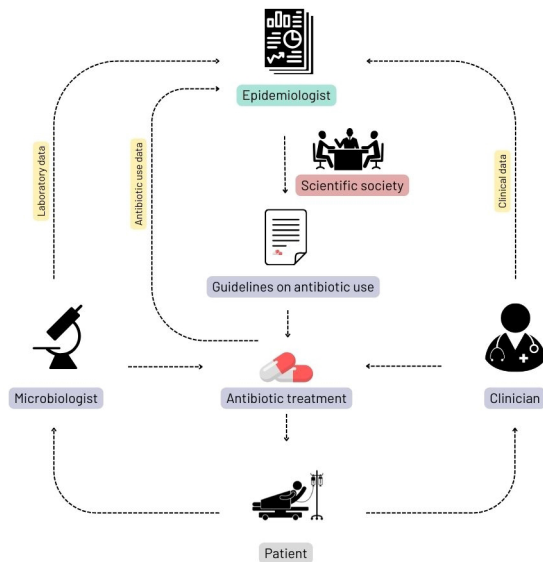 Epidemiologist
Laboratory data
Antibiotic use data
Clinical data
Scientific society
Guidelines on antibiotic use
Microbiologist
Antibiotic treatment
Clinician
Patient